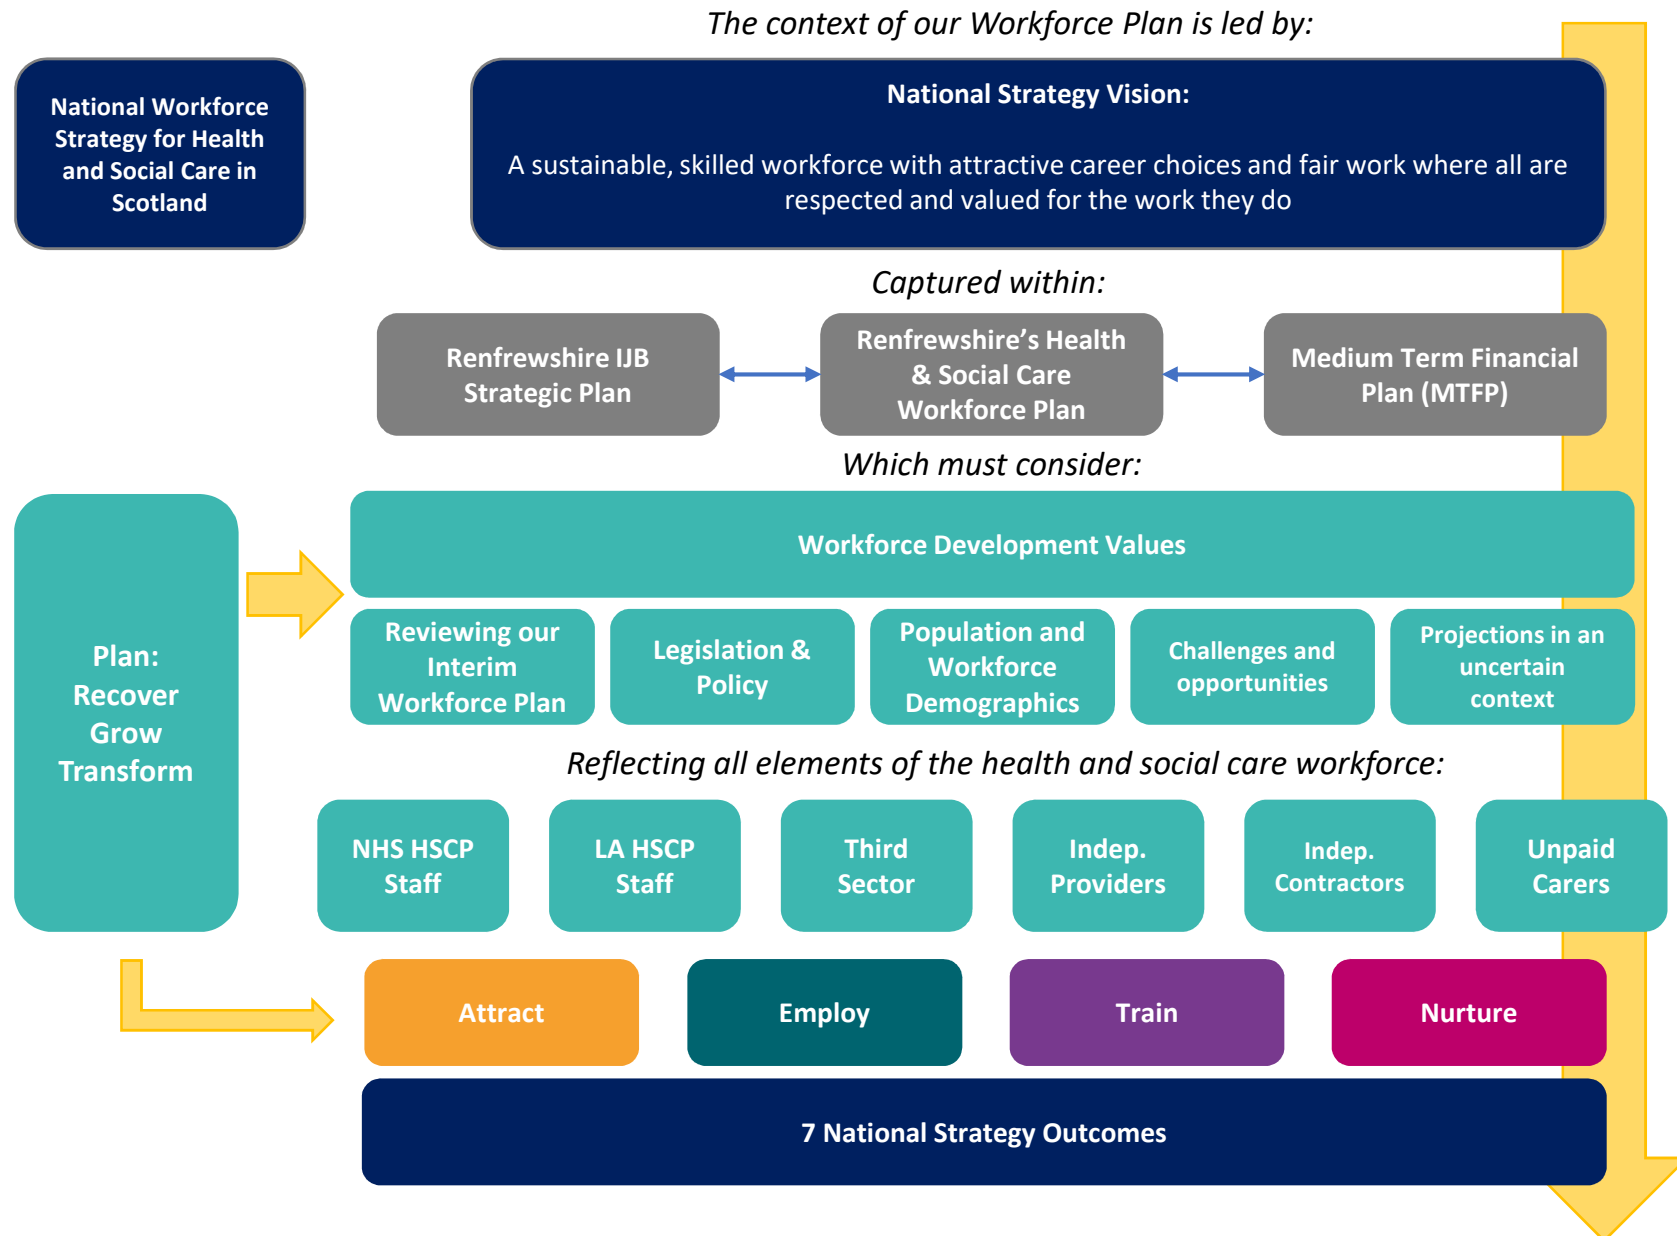 The context of our Workforce Plan is led by:
National Workforce
Strategy for Health
and Social Care in
Scotland
National Strategy Vision:
A sustainable, skilled workforce with attractive career choices and fair work where all are
respected and valued for the work they do
Captured within:
Renfrewshire IJB
Strategic Plan
Renfrewshire’s Health
& Social Care
Workforce Plan
Medium Term Financial
Plan (MTFP)
Which must consider:
Plan:
Recover
Grow
Transform
Workforce Development Values
Reviewing our
Interim
Workforce Plan
Legislation &
Policy
Population and
Workforce
Demographics
Challenges and
opportunities
Projections in an
uncertain
context
Reflecting all elements of the health and social care workforce:
NHS HSCP
Staff
LA HSCP
Staff
Third
Sector
Indep.
Providers
Indep.
Contractors
Unpaid
Carers
Attract
Employ
Train
Nurture
7 National Strategy Outcomes